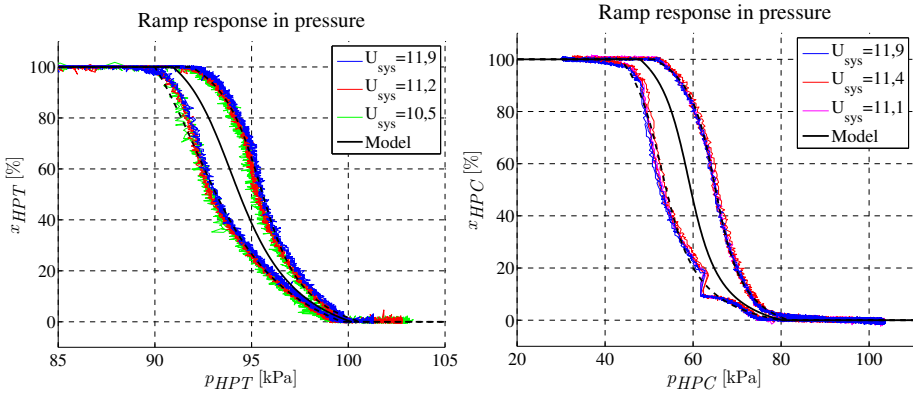 Ramp response in pressure
100
80
60
40
20
0
x_HPT [%]
U_sys=11,9
U_sys=11,2
U_sys=10,5
Model
85
90
95
100
105
p_HPT [kPa]
Ramp response in pressure
100
80
60
40
20
0
x_HPC [%]
U_sys=11,9
U_sys=11,4
U_sys=11,1
Model
20
40
60
80
100
p_HPC [kPa]